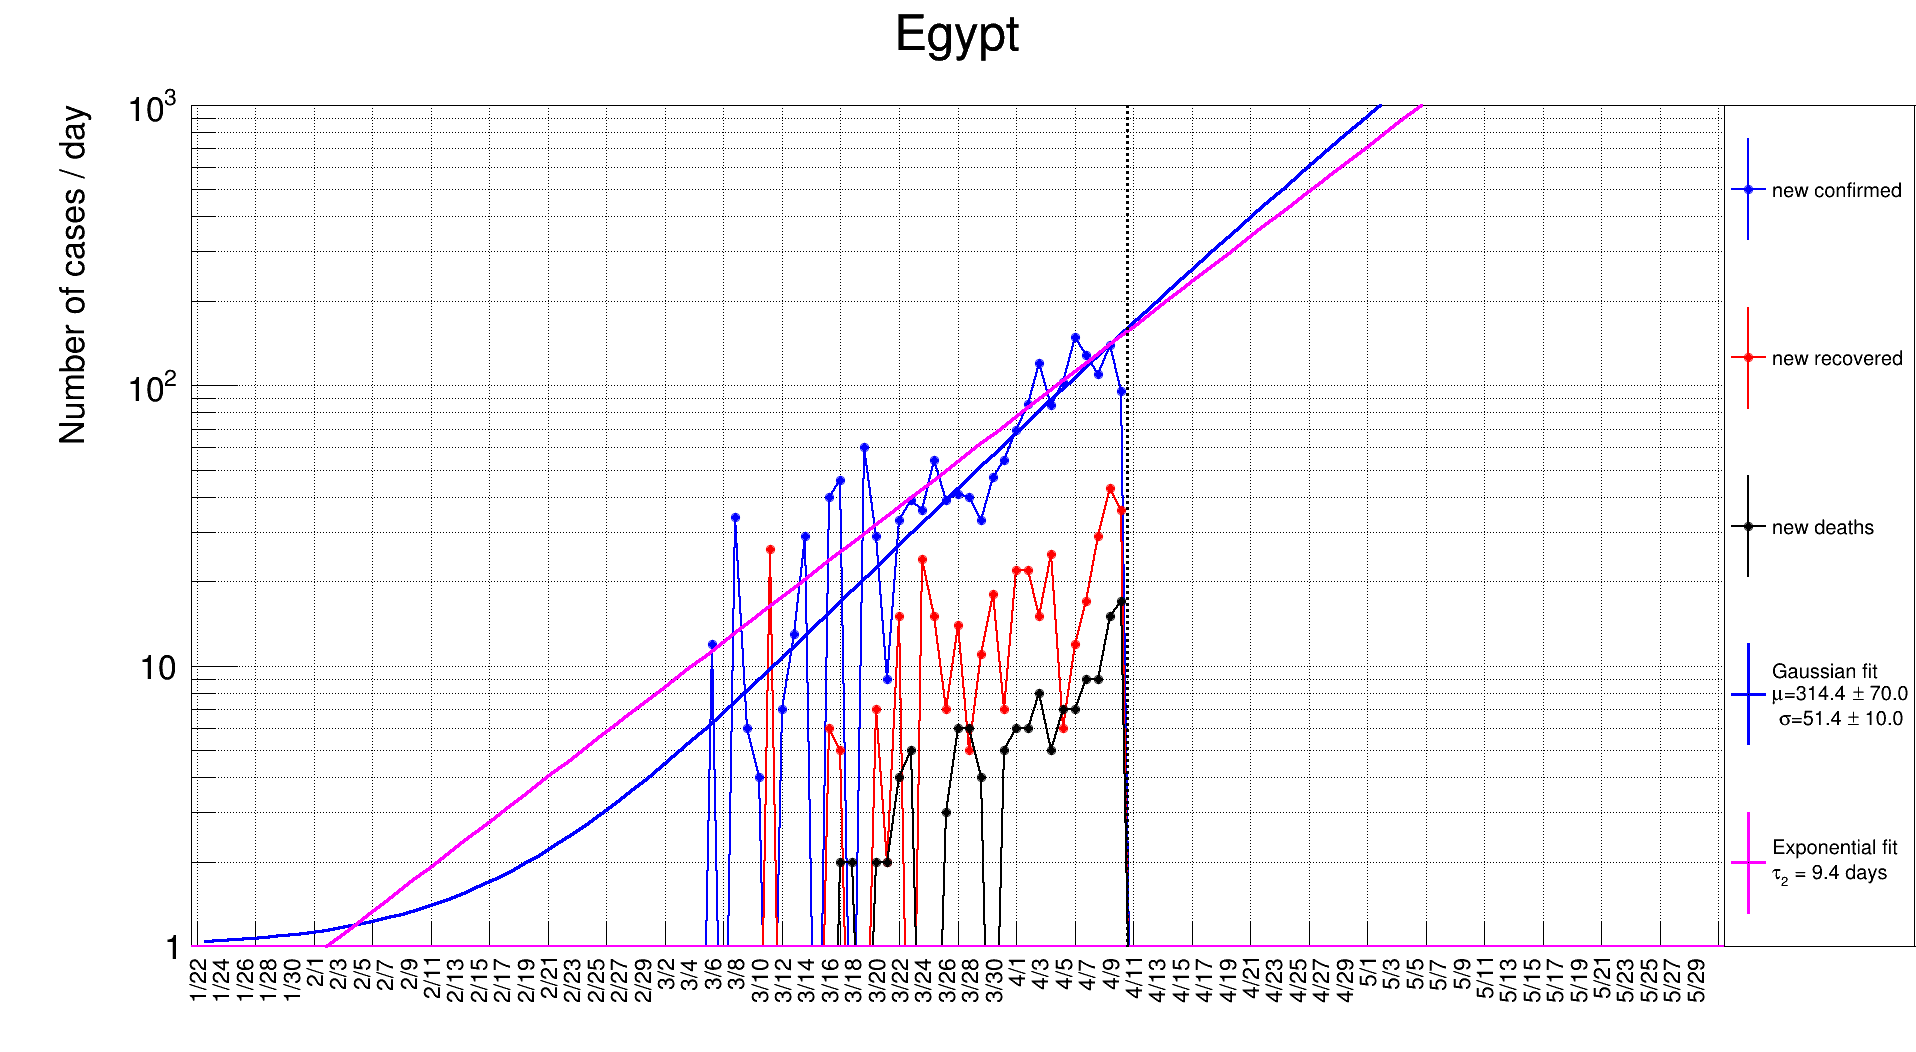 Egypt
Number of cases / day
10³
10²
10
1
1/22 1/24 1/26 1/28 1/30 2/1 2/3 2/5 2/7 2/9 2/11 2/13 2/15 2/17 2/19 2/21 2/23 2/25 2/27 2/29 3/2 3/4 3/6 3/8 3/10 3/12 3/14 3/16 3/18 3/20 3/22 3/24 3/26 3/28 3/30 4/1 4/3 4/5 4/7 4/9 4/11 4/13 4/15 4/17 4/19 4/21 4/23 4/25 4/27 4/29 5/1 5/3 5/5 5/7 5/9 5/11 5/13 5/15 5/17 5/19 5/21 5/23 5/25 5/27 5/29
new confirmed
new recovered
new deaths
Gaussian fit
μ=314.4 ± 70.0
σ=51.4 ± 10.0
Exponential fit
τ₂ = 9.4 days